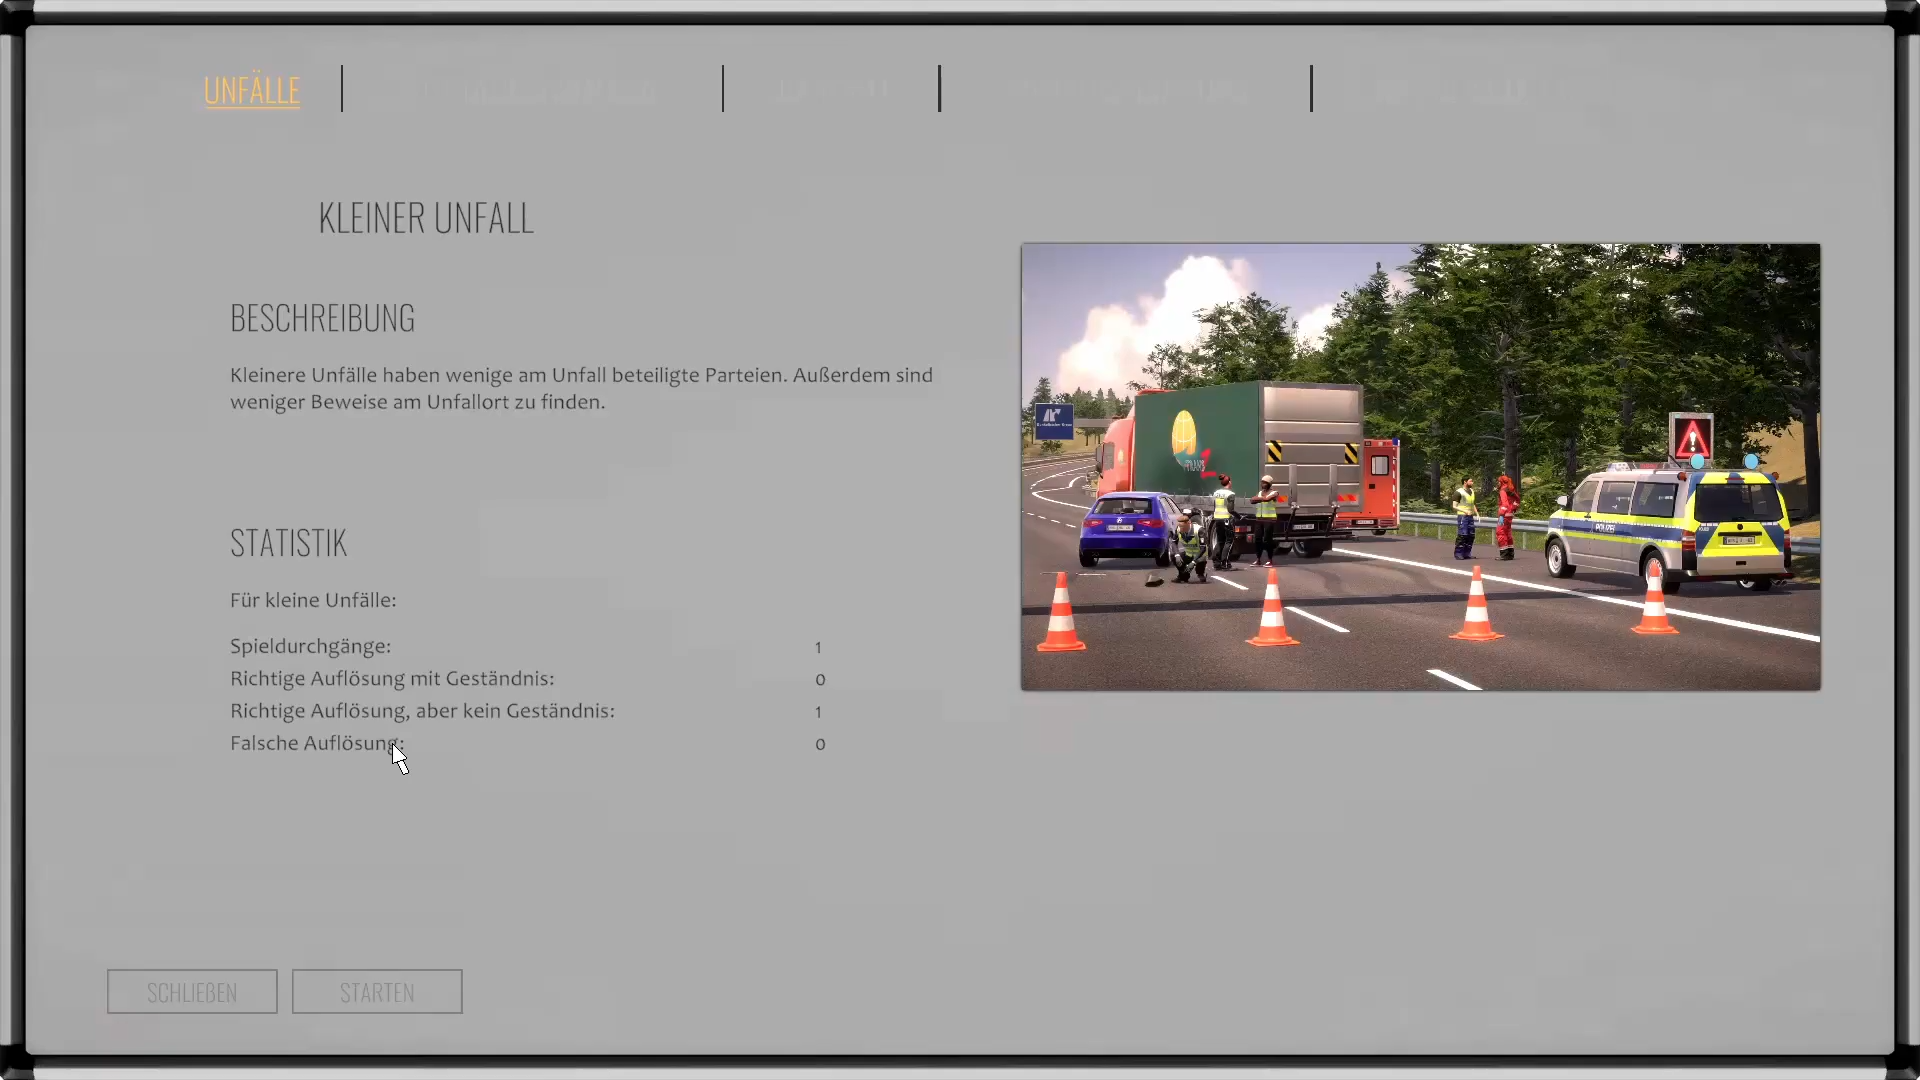 UNFÄLLE
KLEINER UNFALL
BESCHREIBUNG
Kleinere Unfälle haben wenige am Unfall beteiligte Parteien. Außerdem sind
weniger Beweise am Unfallort zu finden.
STATISTIK
Für kleine Unfälle:
Spieldurchgänge: 1
Richtige Auflösung mit Geständnis: 0
Richtige Auflösung, aber kein Geständnis: 1
Falsche Auflösung: 0
POLIZEI
SCHLIEßEN
STARTEN